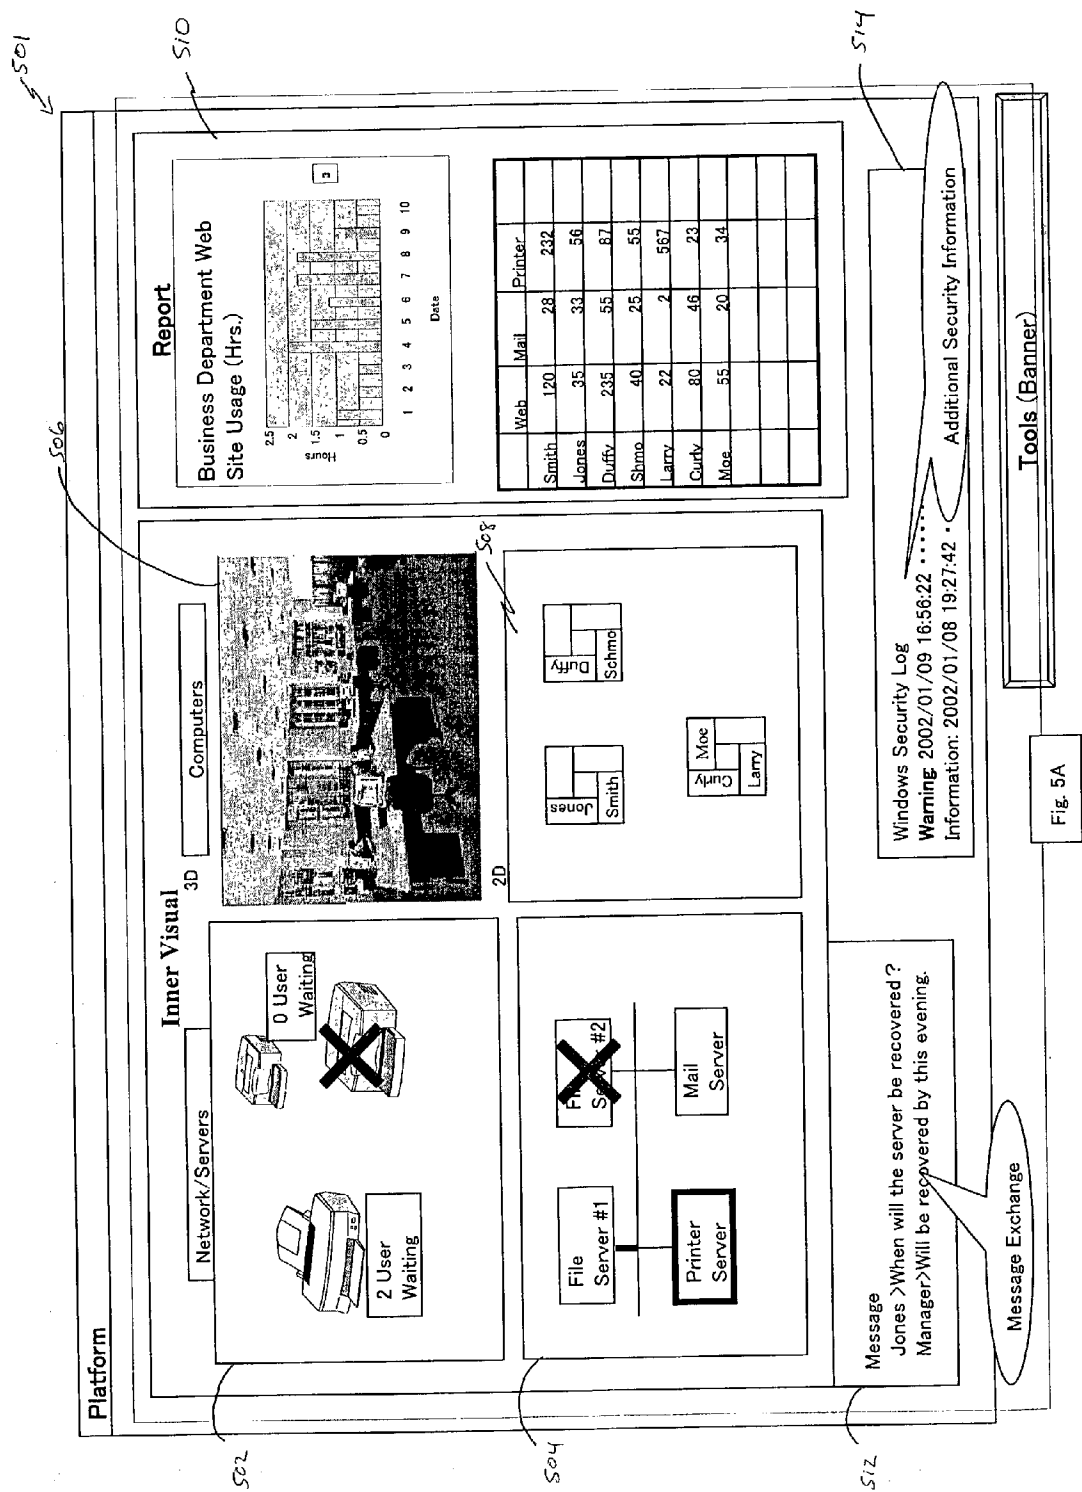 501
Platform
506
510
Inner Visual
Report
Network/Servers
3D
Computers
Business Department Web
Site Usage (Hrs.)
2.5
2
1.5
1
0.5
0
Hours
1 2 3 4 5 6 7 8 9 10
Date
0 User
Waiting
2 User
Waiting
502
508
2D
Web Mail Printer
Smith 120 28 232
Jones 35 33 56
Duffy 235 55 87
Shmo 40 25 55
Larry 22 2 567
Curly 80 46 23
Moe 55 20 34
File
Server #1
File
Server #2
Printer
Server
Mail
Server
504
Jones
Smith
Duffy
Schmo
Curly
Moe
Larry
514
Message
Jones >When will the server be recovered?
Manager>Will be recovered by this evening.
512
Message Exchange
Windows Security Log
Warning: 2002/01/09 16:56:22 ......
Information: 2002/01/08 19:27:42 .
Additional Security Information
Tools (Banner)
Fig. 5A